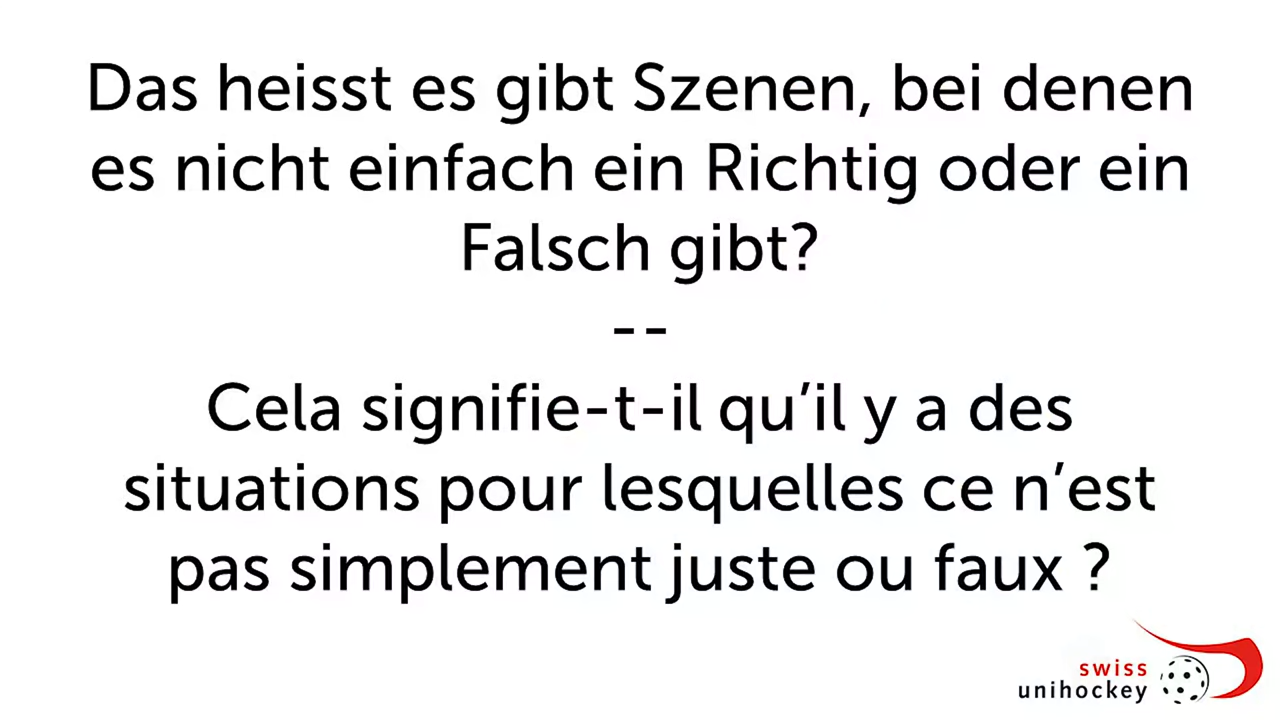 Das heisst es gibt Szenen, bei denen
es nicht einfach ein Richtig oder ein
Falsch gibt?
--
Cela signifie-t-il qu’il y a des
situations pour lesquelles ce n’est
pas simplement juste ou faux ?
swiss
unihockey